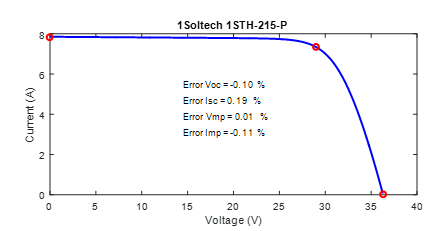 1Soltech 1STH-215-P
8
6
4
2
0
Current (A)
Error Voc = -0.10 %
Error Isc = 0.19 %
Error Vmp = 0.01 %
Error Imp = -0.11 %
0 5 10 15 20 25 30 35 40
Voltage (V)